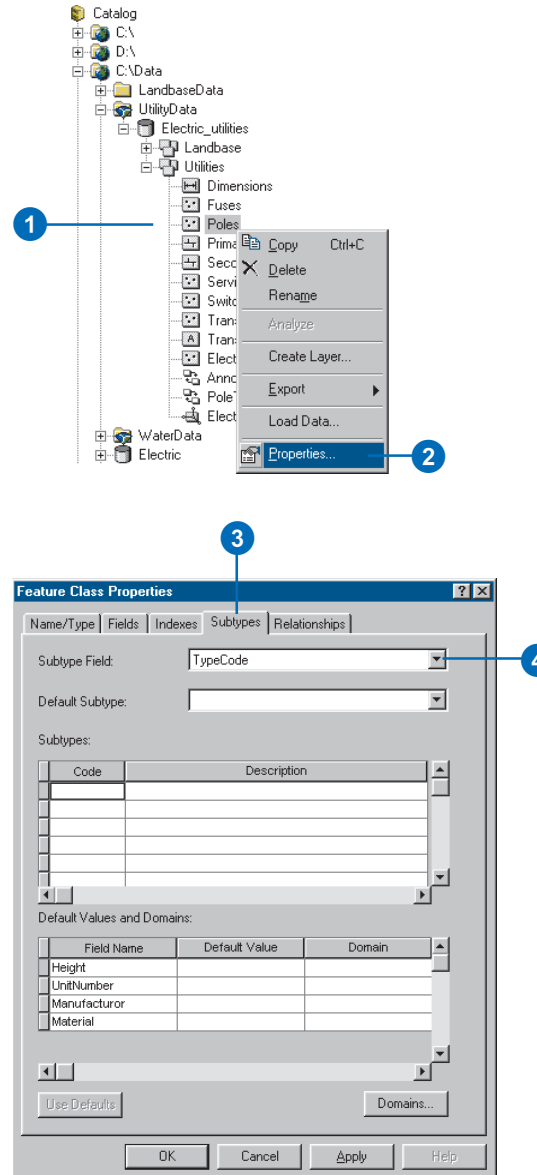 Catalog
C:\
D:\
C:\Data
LandbaseData
UtilityData
Electric_utilities
Landbase
Utilities
Dimensions
Fuses
1
Poles
Prima
Seco
Servi
Switc
Tran:
Tran:
Elect
Anno
PoleT
Elect
WaterData
Electric
Copy Ctrl+C
Delete
Rename
Analyze
Create Layer...
Export
Load Data...
Properties...
2
3
Feature Class Properties
Name/Type Fields Indexes Subtypes Relationships
Subtype Field: TypeCode
4
Default Subtype:
Subtypes:
Code Description
Default Values and Domains:
Field Name Default Value Domain
Height
UnitNumber
Manufacturor
Material
Use Defaults Domains...
OK Cancel Apply Help